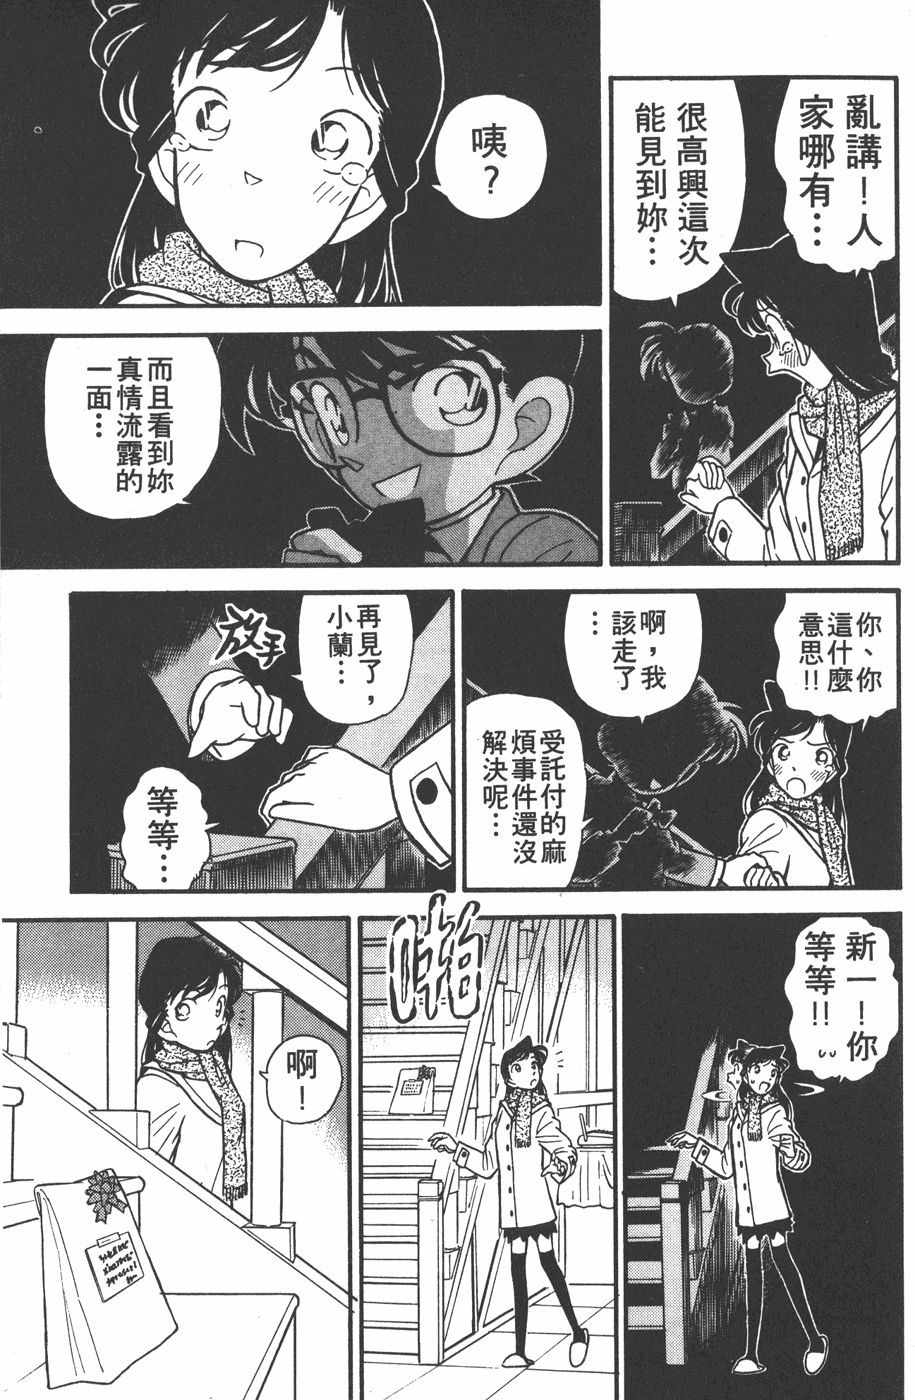 亂講！人
家哪有…
很高興這次
能見到妳…
咦？
而且看到妳
真情流露的
一面…
你、你
這什麼
意思!!
啊，我
該走了
…
受託付的麻
煩事件還沒
解決呢…
再見了，
小蘭…
放手
等等…
新一！你
等等!!
啪
啊！